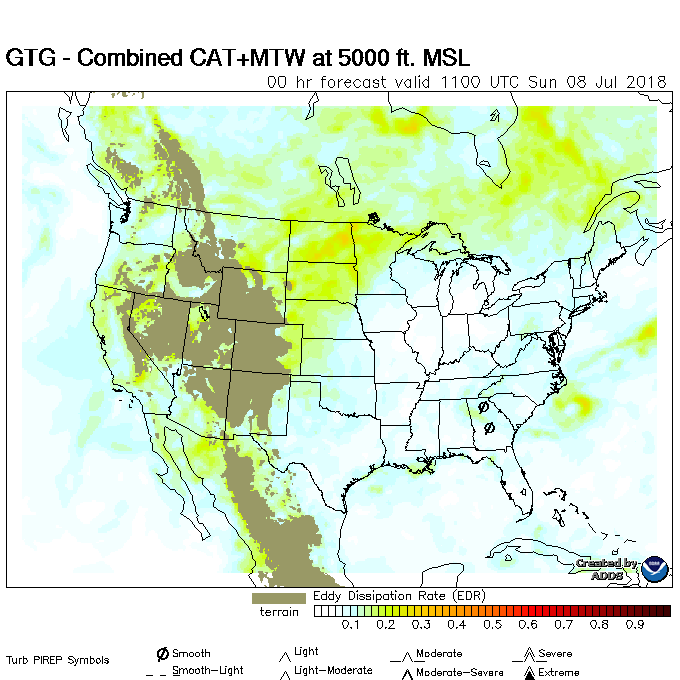 GTG - Combined CAT+MTW at 5000 ft. MSL
00 hr forecast valid 1100 UTC Sun 08 Jul 2018
Created by
ADDS
Eddy Dissipation Rate (EDR)
terrain
0.1 0.2 0.3 0.4 0.5 0.6 0.7 0.8 0.9
Turb PIREP Symbols
Smooth Light Moderate Severe
Smooth-Light Light-Moderate Moderate-Severe Extreme